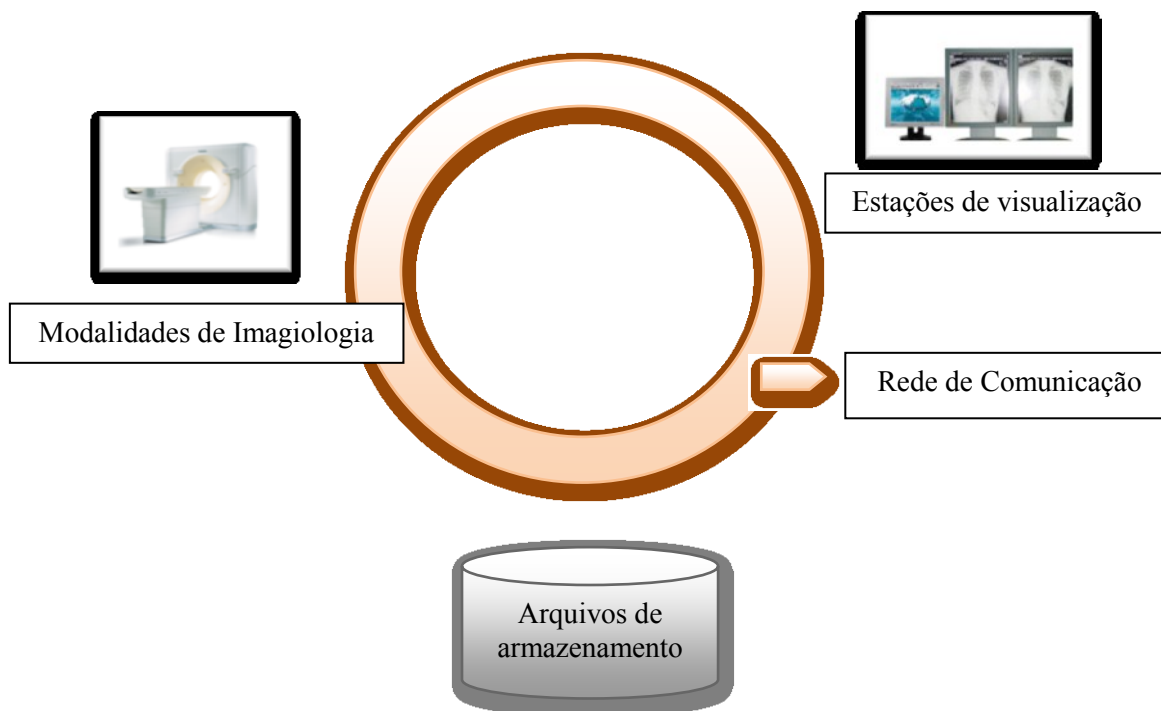 Estações de visualização
Modalidades de Imagiologia
Rede de Comunicação
Arquivos de
armazenamento